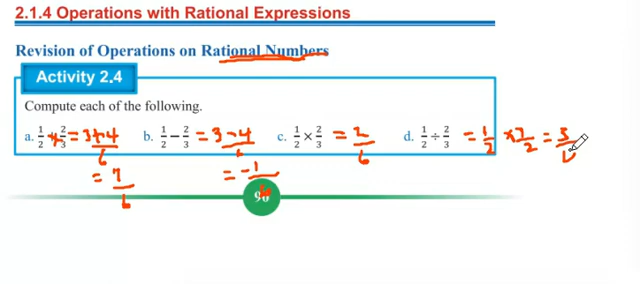 2.1.4 Operations with Rational Expressions
Revision of Operations on Rational Numbers
Activity 2.4
Compute each of the following.
a. 1/2 + 2/3 = 3+4/6 b. 1/2 − 2/3 = 3−4/6 c. 1/2 × 2/3 = 2/6 d. 1/2 ÷ 2/3 = 1/2 × 3/2 = 3/
= 7/6 = −1/
90